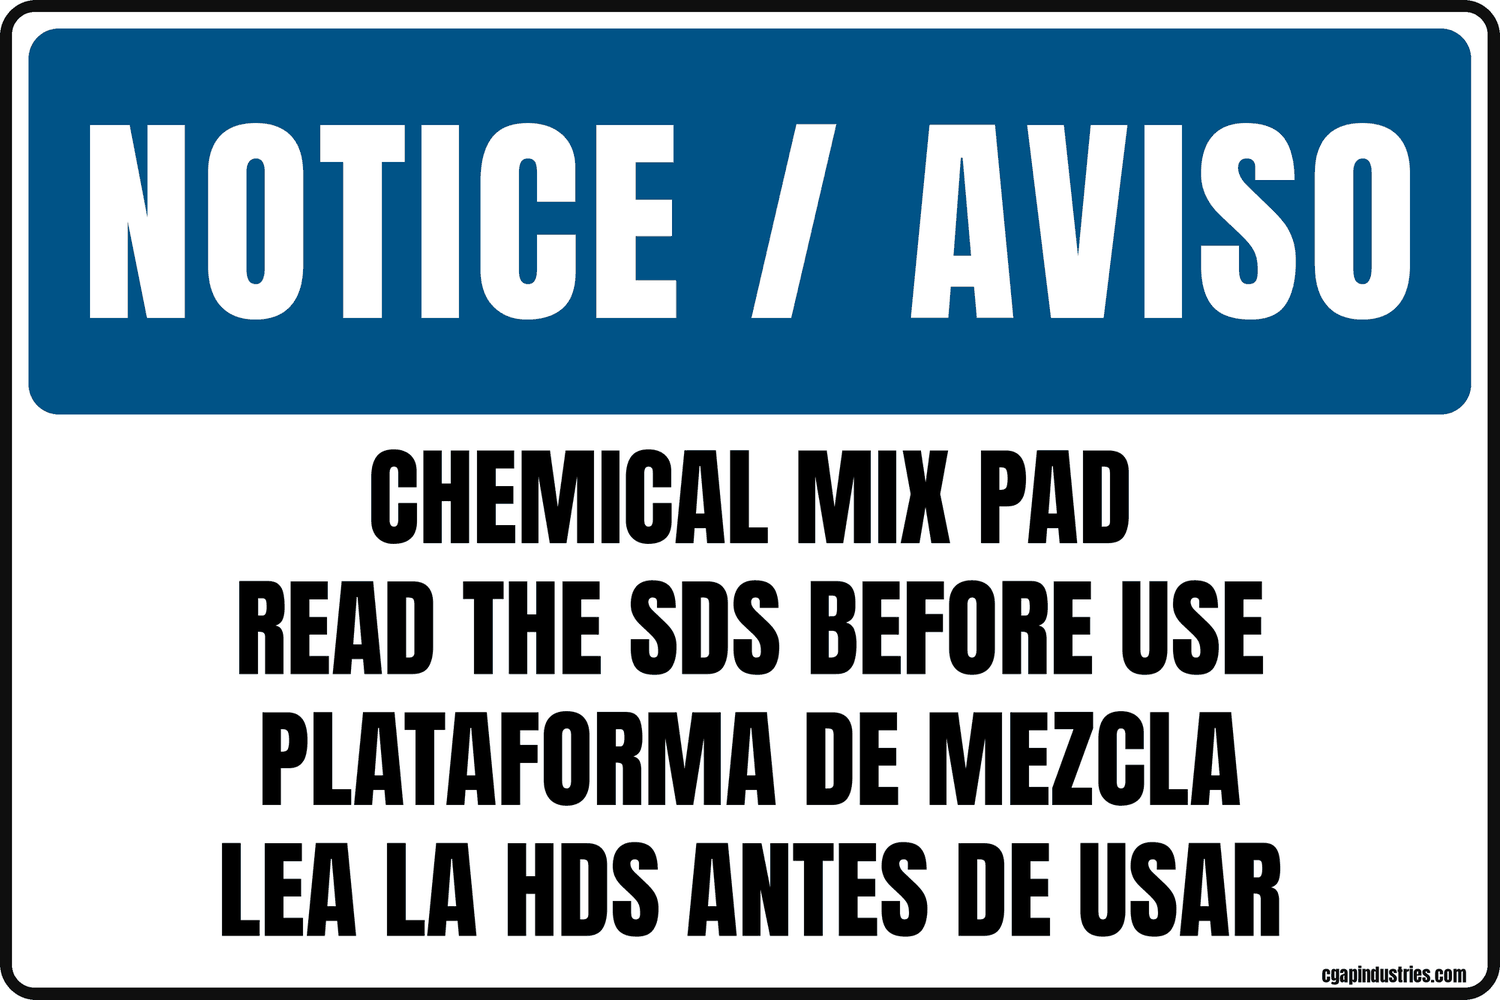 NOTICE / AVISO
CHEMICAL MIX PAD
READ THE SDS BEFORE USE
PLATAFORMA DE MEZCLA
LEA LA HDS ANTES DE USAR
cgapindustries.com